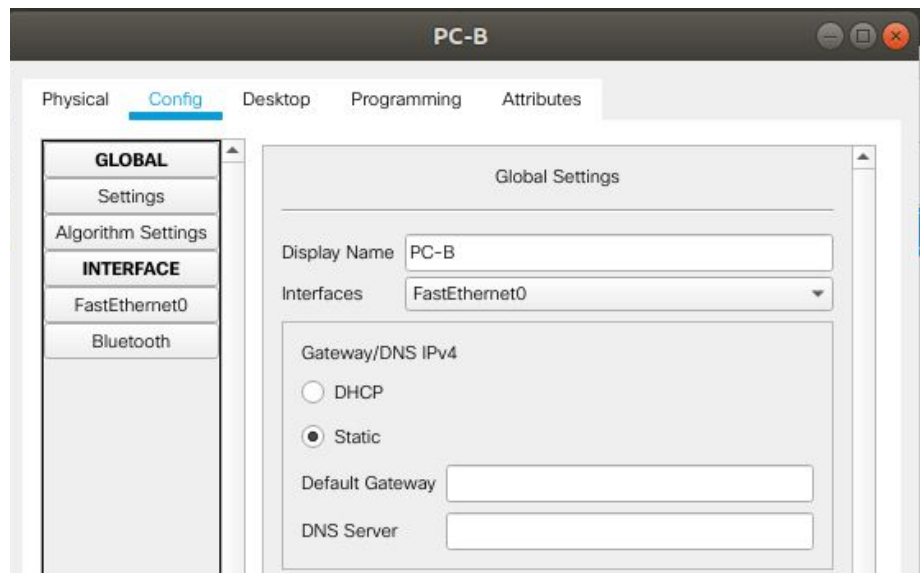 PC-B
Physical Config Desktop Programming Attributes
GLOBAL
Settings
Algorithm Settings
INTERFACE
FastEthernet0
Bluetooth
Global Settings
Display Name PC-B
Interfaces FastEthernet0
Gateway/DNS IPv4
DHCP
Static
Default Gateway
DNS Server